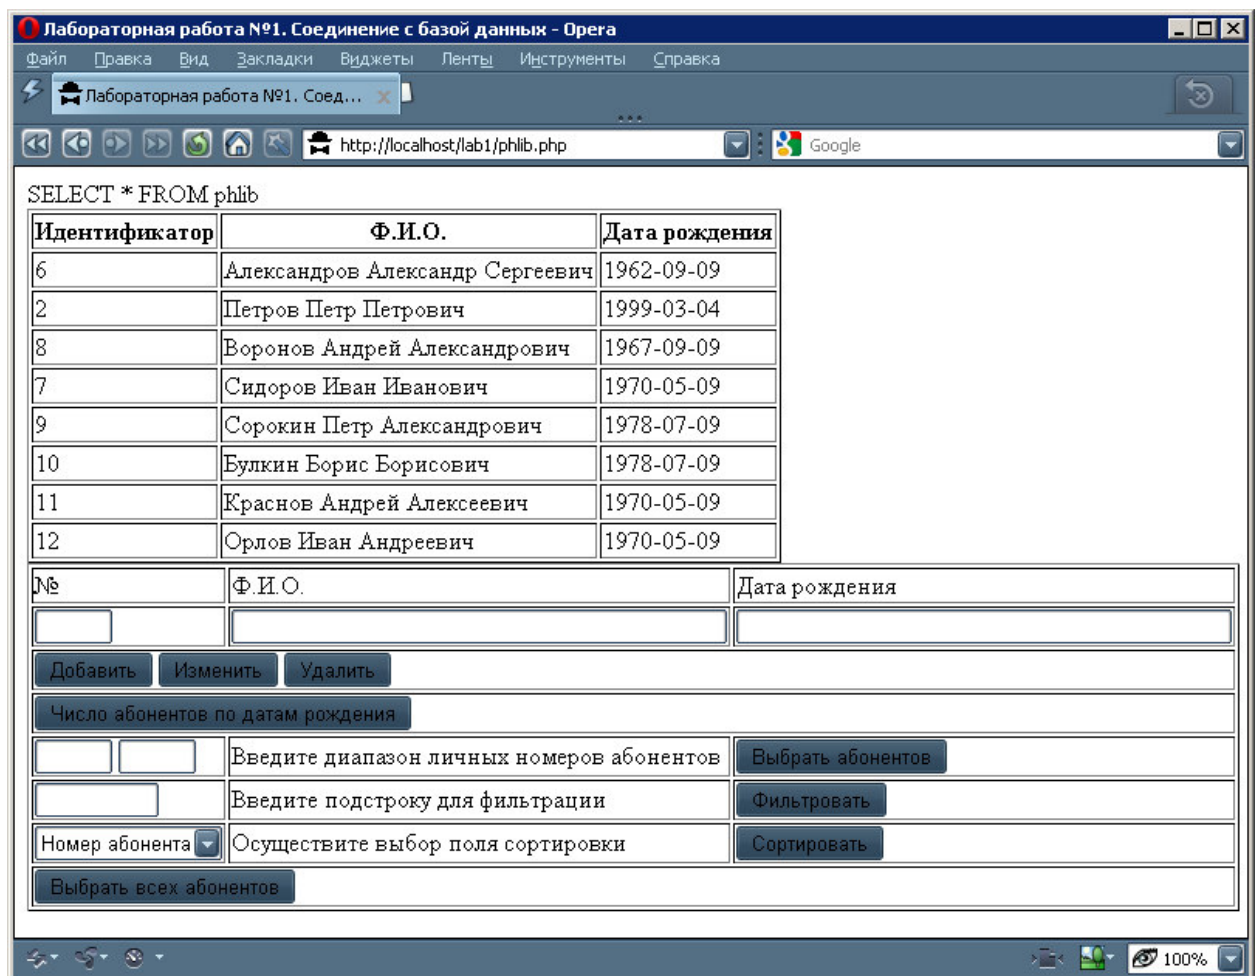 Лабораторная работа №1. Соединение с базой данных - Opera
Файл Правка Вид Закладки Виджеты Ленты Инструменты Справка
Лабораторная работа №1. Соед...
http://localhost/lab1/phlib.php Google
SELECT * FROM phlib
Идентификатор Ф.И.О. Дата рождения
6 Александров Александр Сергеевич 1962-09-09
2 Петров Петр Петрович 1999-03-04
8 Воронов Андрей Александрович 1967-09-09
7 Сидоров Иван Иванович 1970-05-09
9 Сорокин Петр Александрович 1978-07-09
10 Булкин Борис Борисович 1978-07-09
11 Краснов Андрей Алексеевич 1970-05-09
12 Орлов Иван Андреевич 1970-05-09
№ Ф.И.О. Дата рождения
Добавить Изменить Удалить
Число абонентов по датам рождения
Введите диапазон личных номеров абонентов Выбрать абонентов
Введите подстроку для фильтрации Фильтровать
Номер абонента Осуществите выбор поля сортировки Сортировать
Выбрать всех абонентов
100%